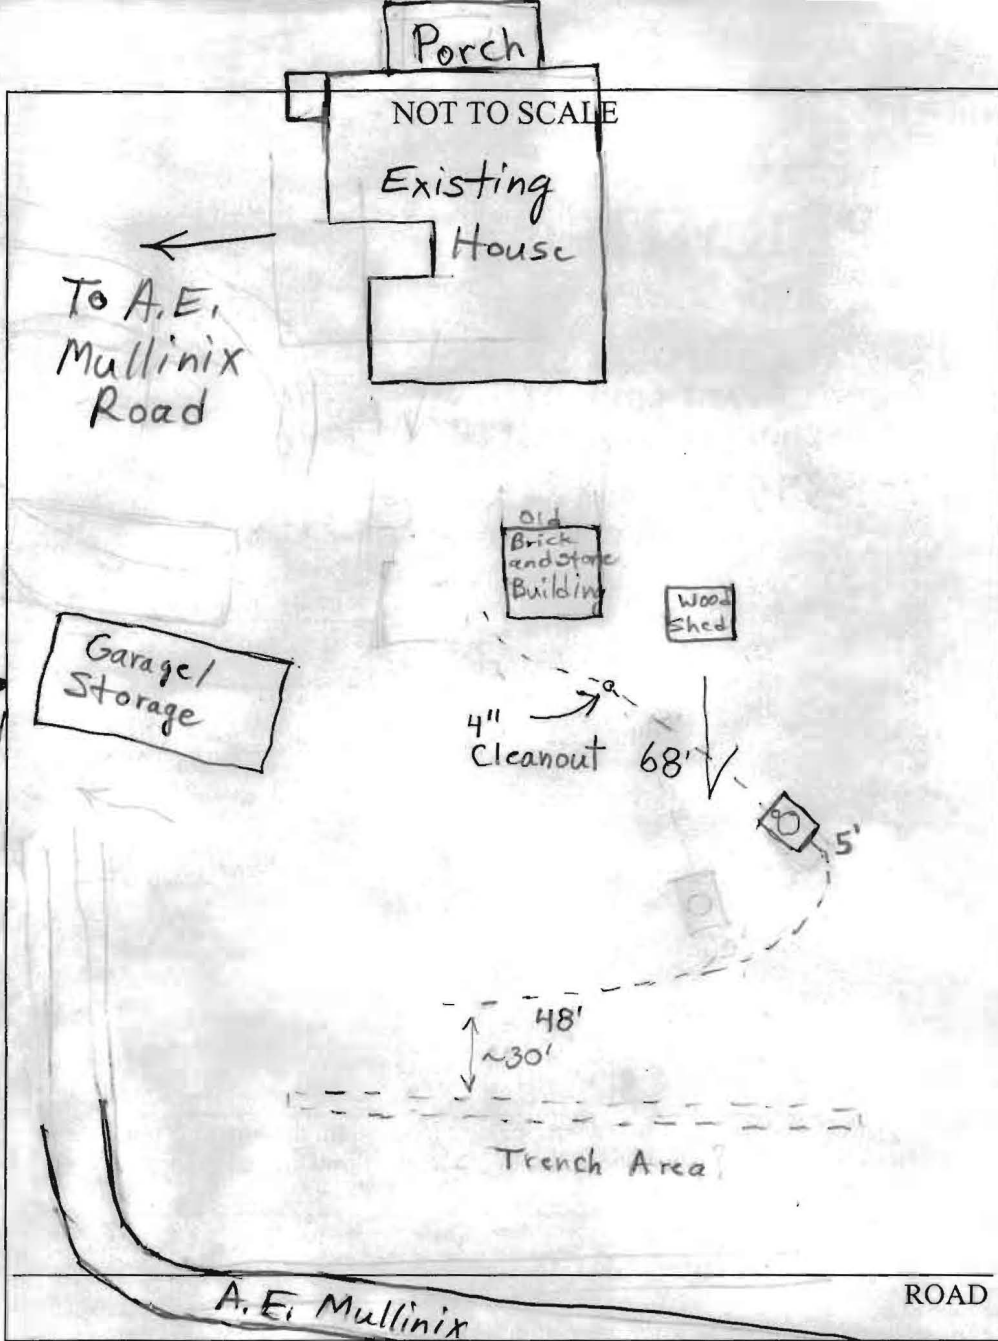 Porch
NOT TO SCALE
Existing
House
To A.E.
Mullinix
Road
Old
Brick
and Stone
Building
Wood
Shed
Garage/
Storage
4"
Cleanout
68'
5'
48'
~30'
Trench Area
ROAD
A.E. Mullinix